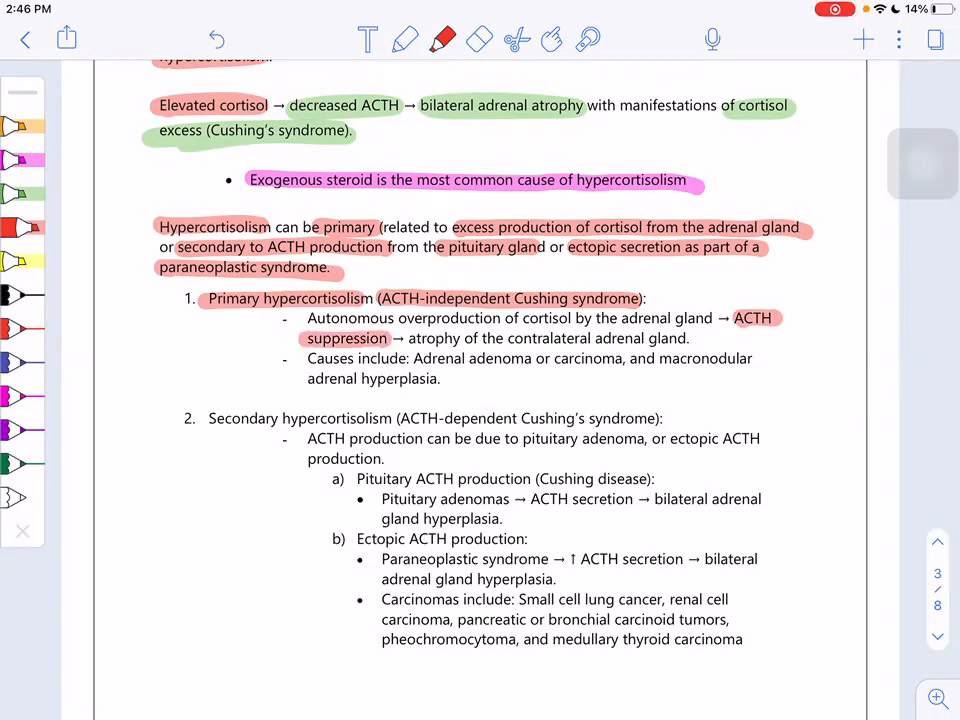 2:46 PM
14%
hypercortisolism.
Elevated cortisol → decreased ACTH → bilateral adrenal atrophy with manifestations of cortisol
excess (Cushing's syndrome).
• Exogenous steroid is the most common cause of hypercortisolism
Hypercortisolism can be primary (related to excess production of cortisol from the adrenal gland
or secondary to ACTH production from the pituitary gland or ectopic secretion as part of a
paraneoplastic syndrome.
1. Primary hypercortisolism (ACTH-independent Cushing syndrome):
- Autonomous overproduction of cortisol by the adrenal gland → ACTH
suppression → atrophy of the contralateral adrenal gland.
- Causes include: Adrenal adenoma or carcinoma, and macronodular
adrenal hyperplasia.
2. Secondary hypercortisolism (ACTH-dependent Cushing's syndrome):
- ACTH production can be due to pituitary adenoma, or ectopic ACTH
production.
a) Pituitary ACTH production (Cushing disease):
• Pituitary adenomas → ACTH secretion → bilateral adrenal
gland hyperplasia.
b) Ectopic ACTH production:
• Paraneoplastic syndrome → ↑ ACTH secretion → bilateral
adrenal gland hyperplasia.
• Carcinomas include: Small cell lung cancer, renal cell
carcinoma, pancreatic or bronchial carcinoid tumors,
pheochromocytoma, and medullary thyroid carcinoma
3
/
8